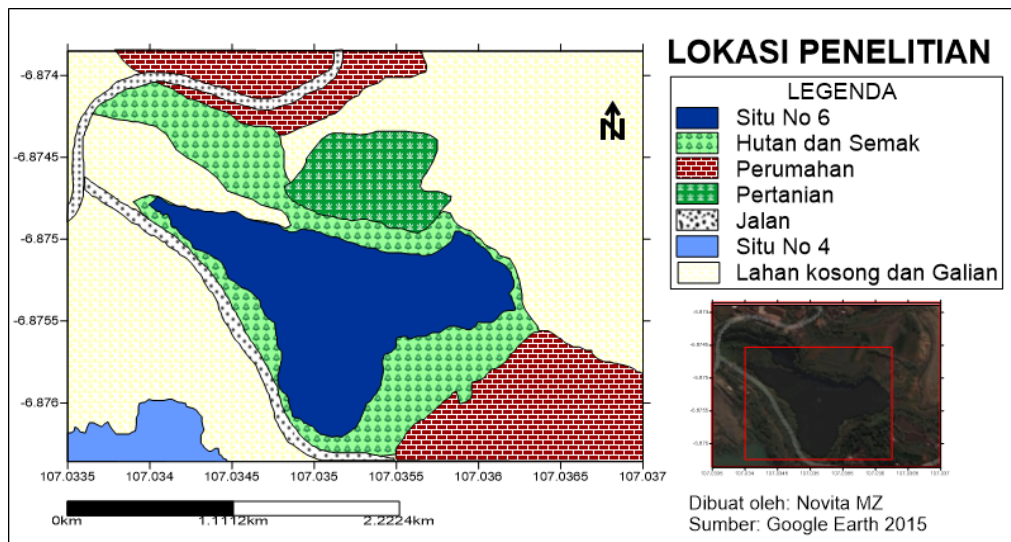 LOKASI PENELITIAN
LEGENDA
Situ No 6
Hutan dan Semak
Perumahan
Pertanian
Jalan
Situ No 4
Lahan kosong dan Galian
N
-6.874
-6.8745
-6.875
-6.8755
-6.876
107.0335 107.034 107.0345 107.035 107.0355 107.036 107.0365 107.037
0km 1.1112km 2.2224km
Dibuat oleh: Novita MZ
Sumber: Google Earth 2015